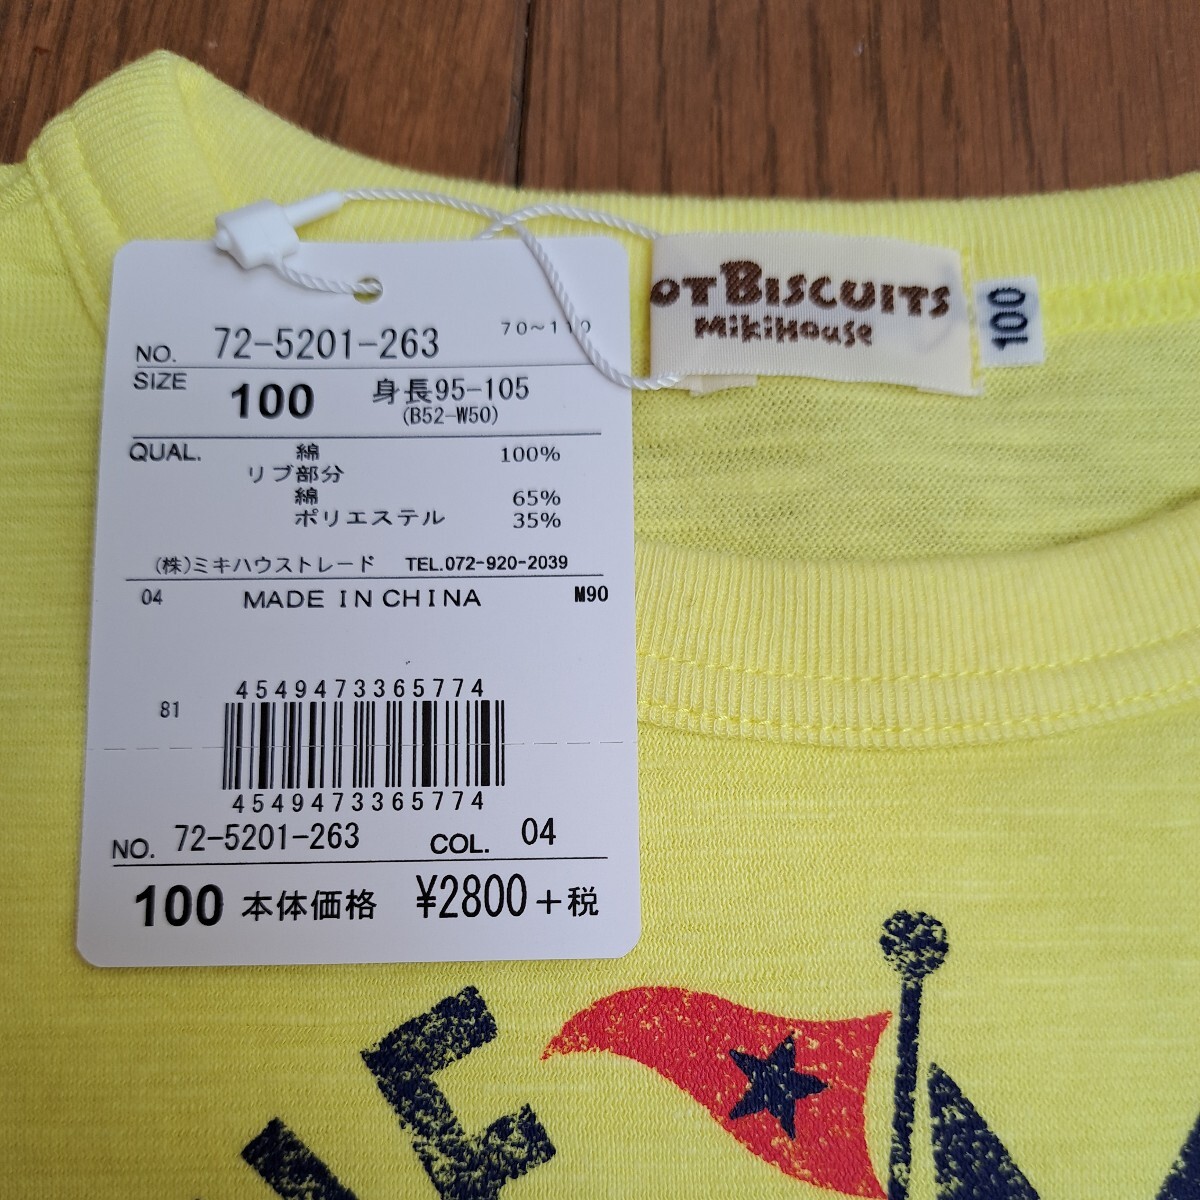 NO. 72-5201-263 70~110
SIZE 100 身長95-105
(B52-W50)
QUAL. 綿 100%
リブ部分
綿 65%
ポリエステル 35%
(株)ミキハウストレード TEL.072-920-2039
04 MADE IN CHINA M90
4549473365774
81
4549473365774
NO. 72-5201-263 COL. 04
100 本体価格 ¥2800+税
OT BISCUITS
MikiHouse
100